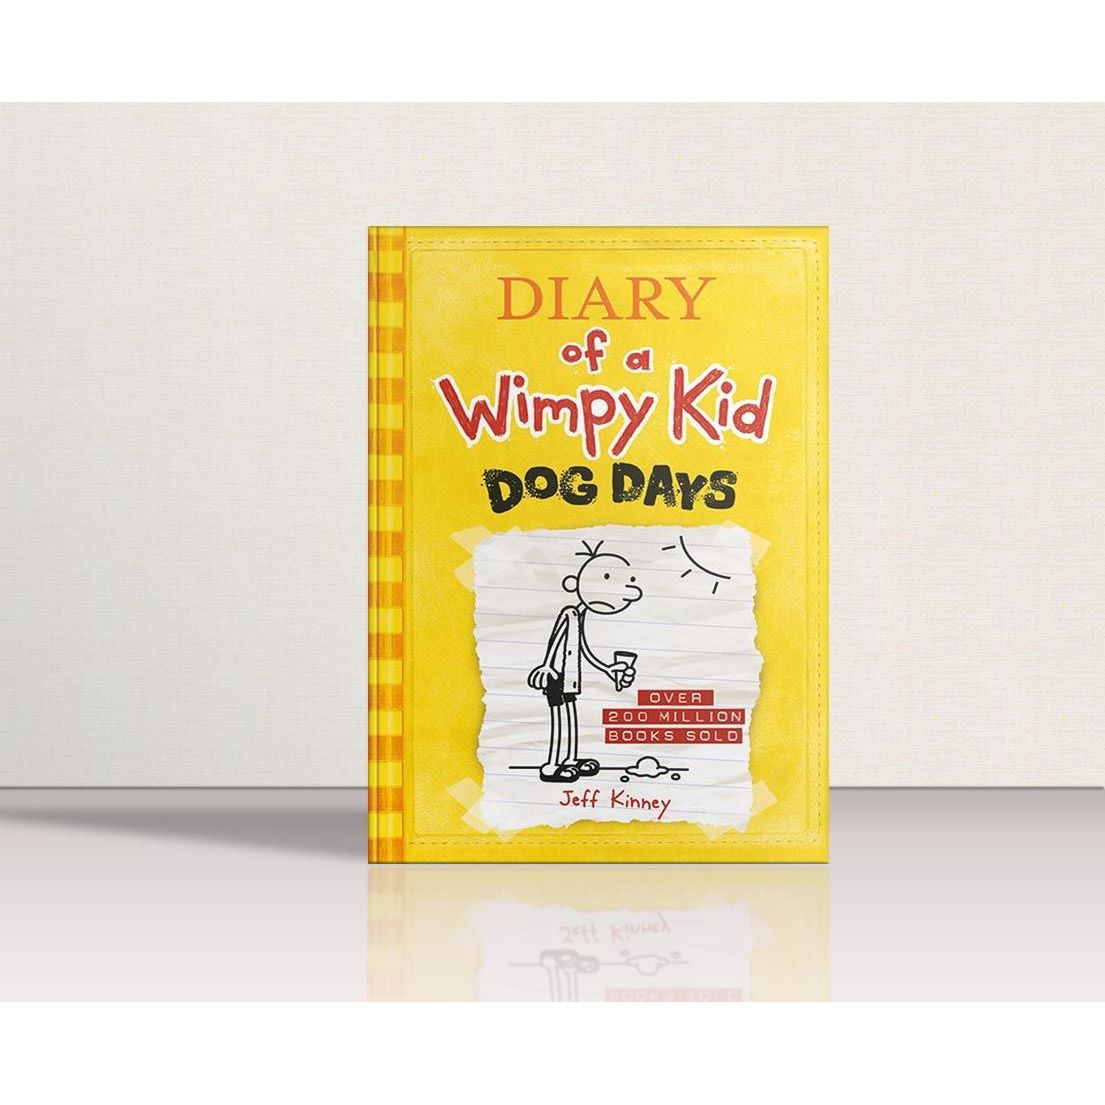 DIARY
of a
Wimpy Kid
DOG DAYS
OVER
200 MILLION
BOOKS SOLD
Jeff Kinney